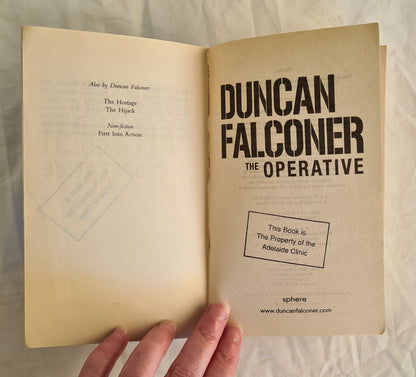 Also by Duncan Falconer
The Hostage
The Hijack
Non-fiction
First Into Action
DUNCAN
FALCONER
THE OPERATIVE
This Book is
The Property of the
Adelaide Clinic
sphere
www.duncanfalconer.com